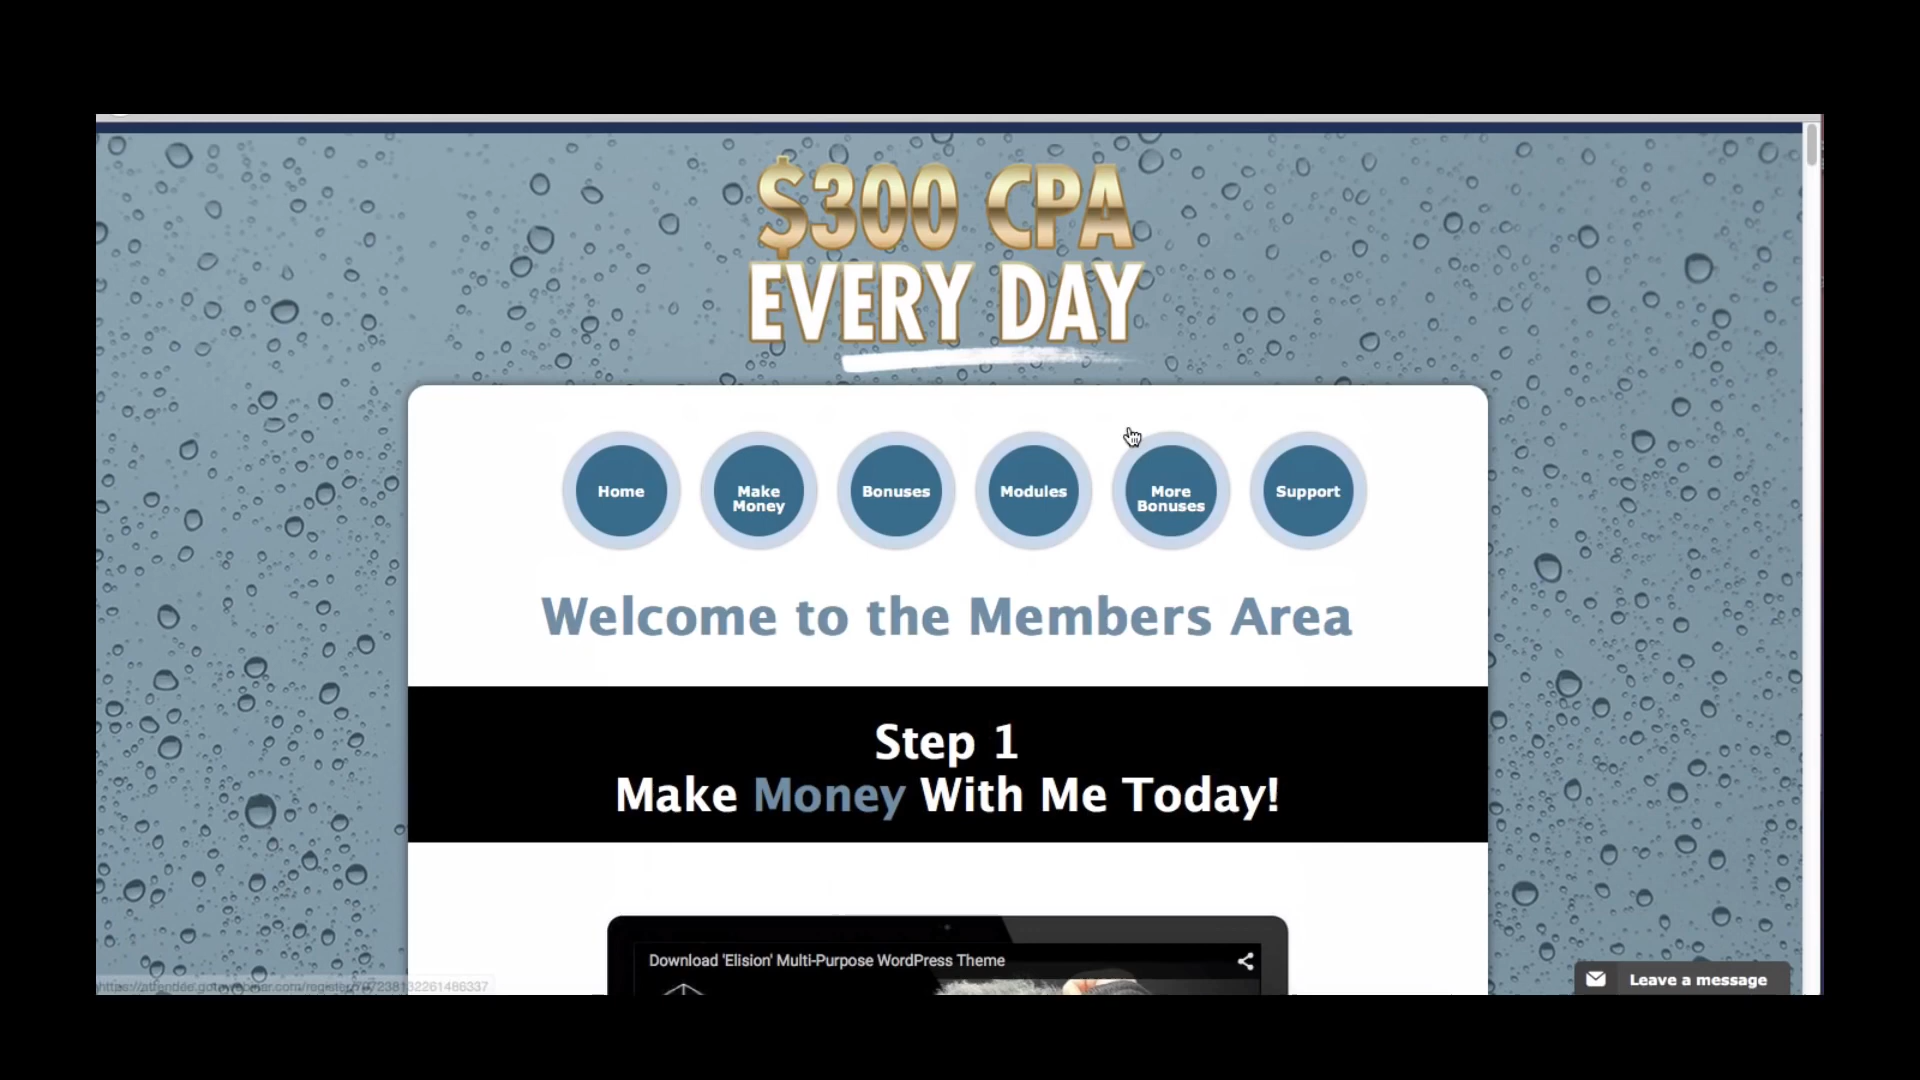 $300 CPA
EVERY DAY
Home
Make
Money
Bonuses
Modules
More
Bonuses
Support
Welcome to the Members Area
Step 1
Make Money With Me Today!
Download 'Elision' Multi-Purpose WordPress Theme
Leave a message